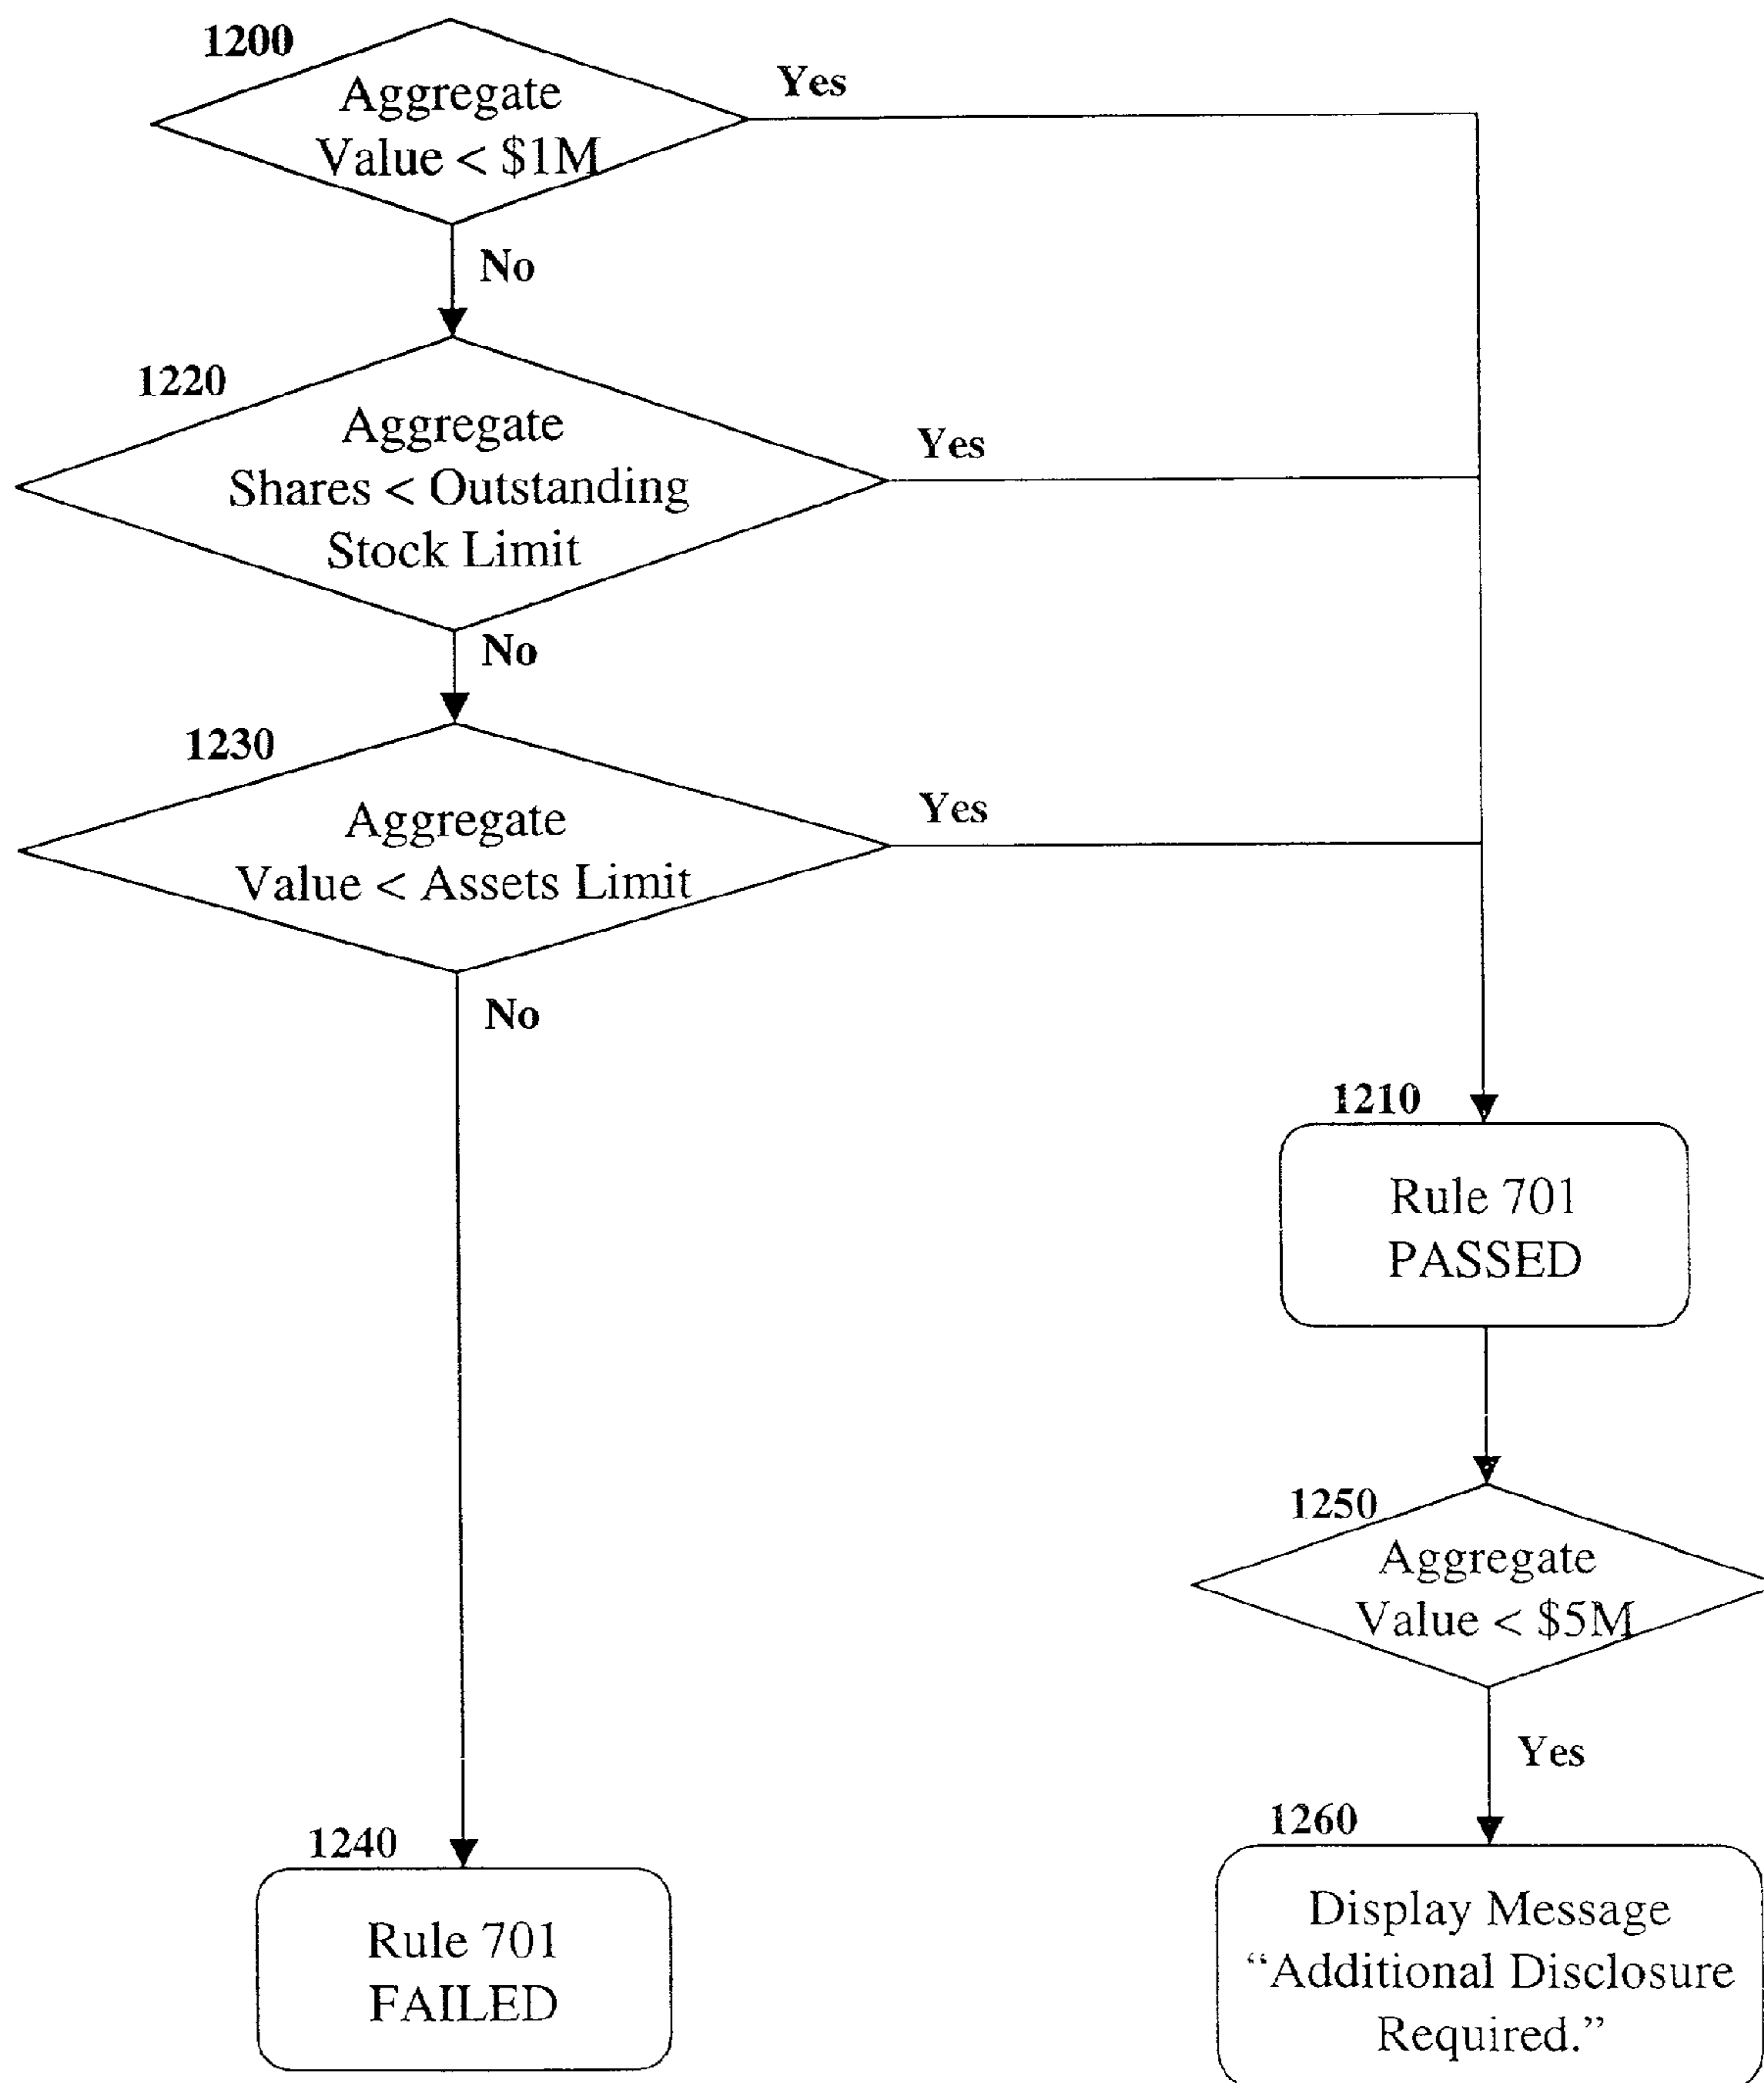 1200
Aggregate
Value < $1M
Yes
No
1220
Aggregate
Shares < Outstanding
Stock Limit
Yes
No
1230
Aggregate
Value < Assets Limit
Yes
No
1210
Rule 701
PASSED
1250
Aggregate
Value < $5M
Yes
1240
Rule 701
FAILED
1260
Display Message
“Additional Disclosure
Required.”